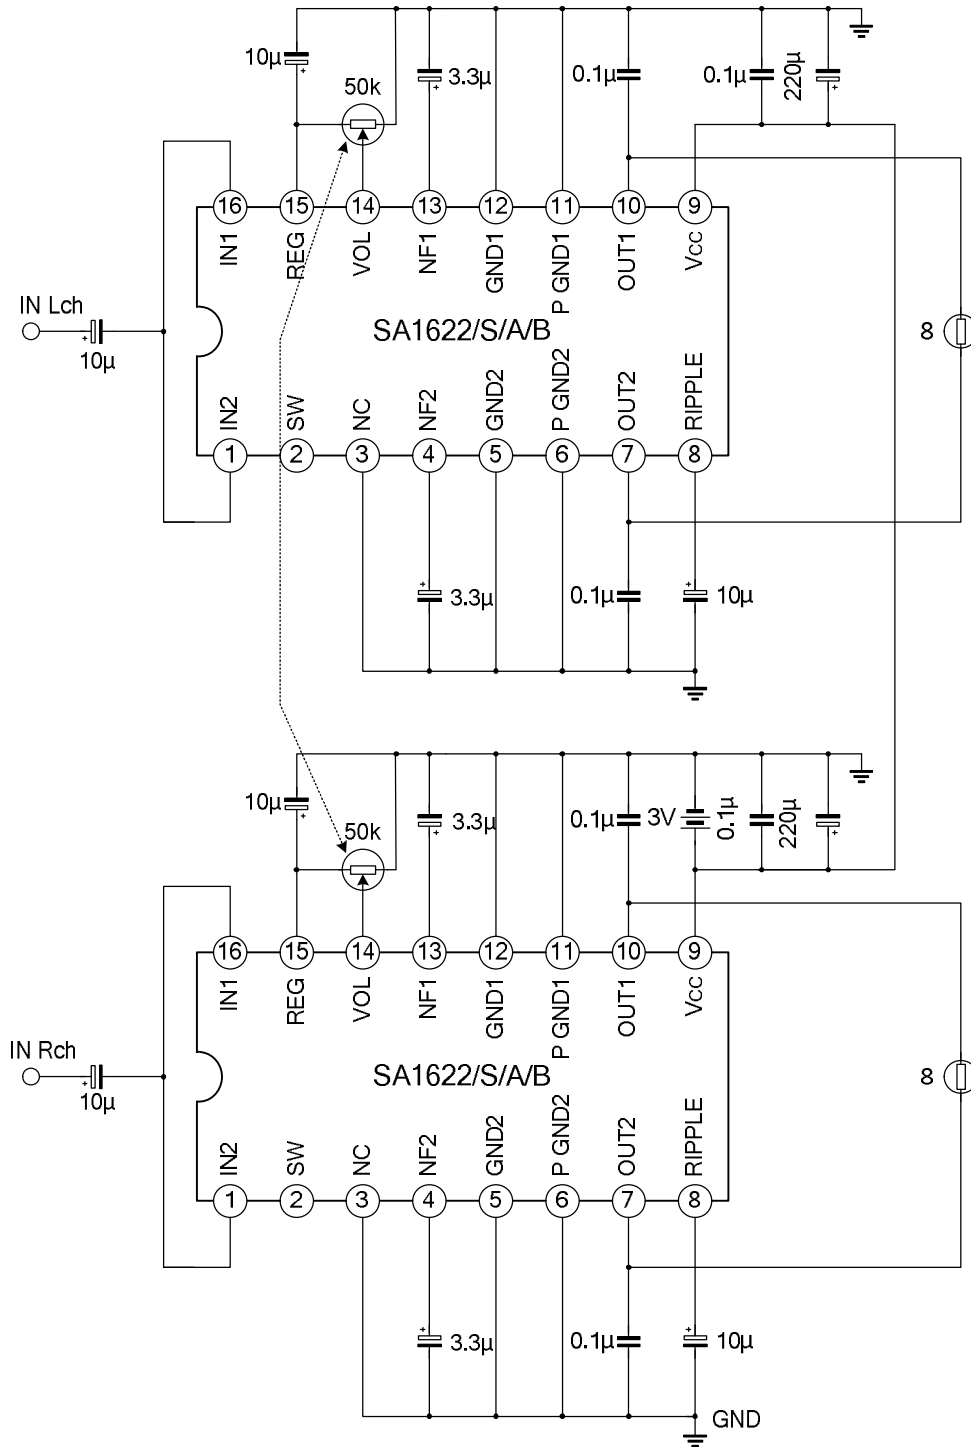 10µ
50k
3.3µ
0.1µ
0.1µ
220µ
16 15 14 13 12 11 10 9
IN1 REG VOL NF1 GND1 P GND1 OUT1 VCC
IN Lch
10µ
SA1622/S/A/B
8
IN2 SW NC NF2 GND2 P GND2 OUT2 RIPPLE
1 2 3 4 5 6 7 8
3.3µ
0.1µ
10µ
10µ
50k
3.3µ
0.1µ
3V
0.1µ
220µ
16 15 14 13 12 11 10 9
IN1 REG VOL NF1 GND1 P GND1 OUT1 VCC
IN Rch
10µ
SA1622/S/A/B
8
IN2 SW NC NF2 GND2 P GND2 OUT2 RIPPLE
1 2 3 4 5 6 7 8
3.3µ
0.1µ
10µ
GND